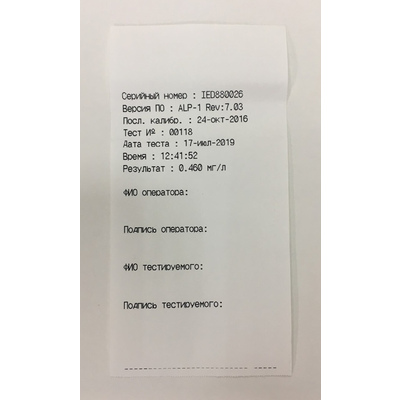 Серийный номер : IED880026
Версия ПО : ALP-1 Rev:7.03
Посл. калибр. : 24-окт-2016
Тест №: 00118
Дата теста : 17-июл-2019
Время : 12:41:52
Результат : 0.460 мг/л
ФИО оператора:
Подпись оператора:
ФИО тестируемого:
Подпись тестируемого: